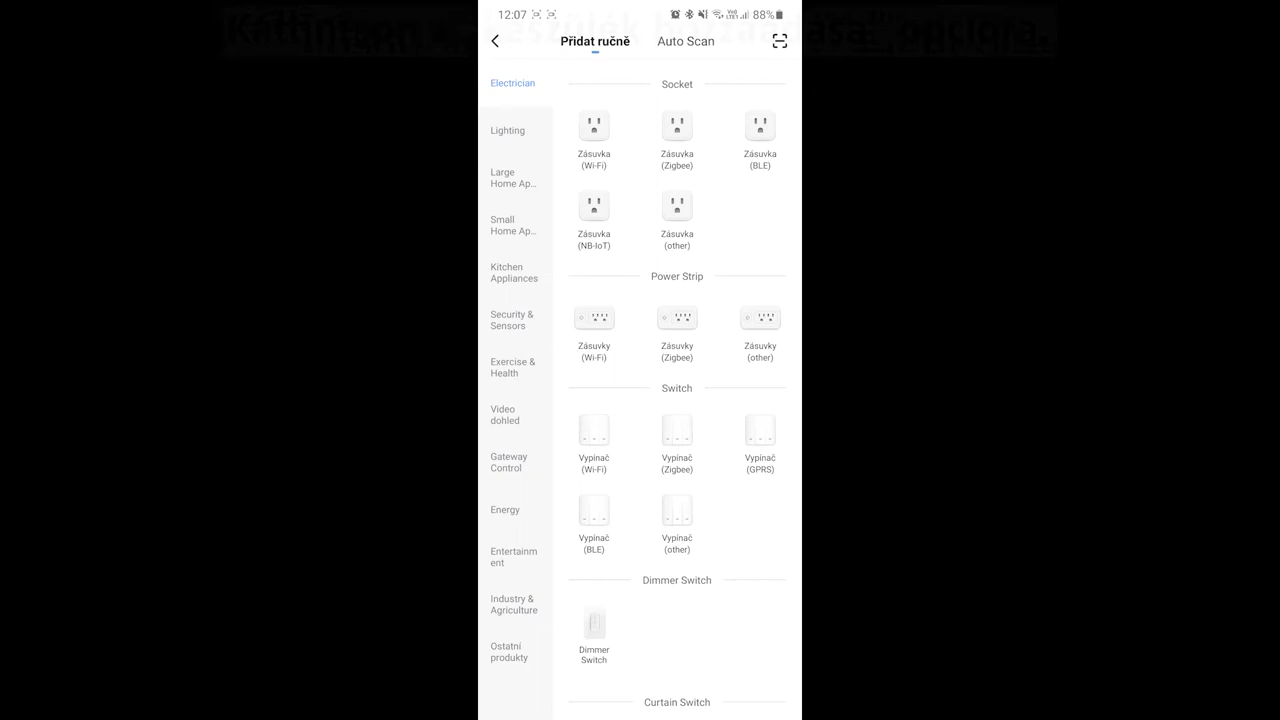 12:07
88%
Přidat ručně
Auto Scan
Electrician
Lighting
Large
Home Ap...
Small
Home Ap...
Kitchen
Appliances
Security &
Sensors
Exercise &
Health
Video
dohled
Gateway
Control
Energy
Entertainm
ent
Industry &
Agriculture
Ostatní
produkty
Socket
Zásuvka
(Wi-Fi)
Zásuvka
(Zigbee)
Zásuvka
(BLE)
Zásuvka
(NB-IoT)
Zásuvka
(other)
Power Strip
Zásuvky
(Wi-Fi)
Zásuvky
(Zigbee)
Zásuvky
(other)
Switch
Vypínač
(Wi-Fi)
Vypínač
(Zigbee)
Vypínač
(GPRS)
Vypínač
(BLE)
Vypínač
(other)
Dimmer Switch
Dimmer
Switch
Curtain Switch